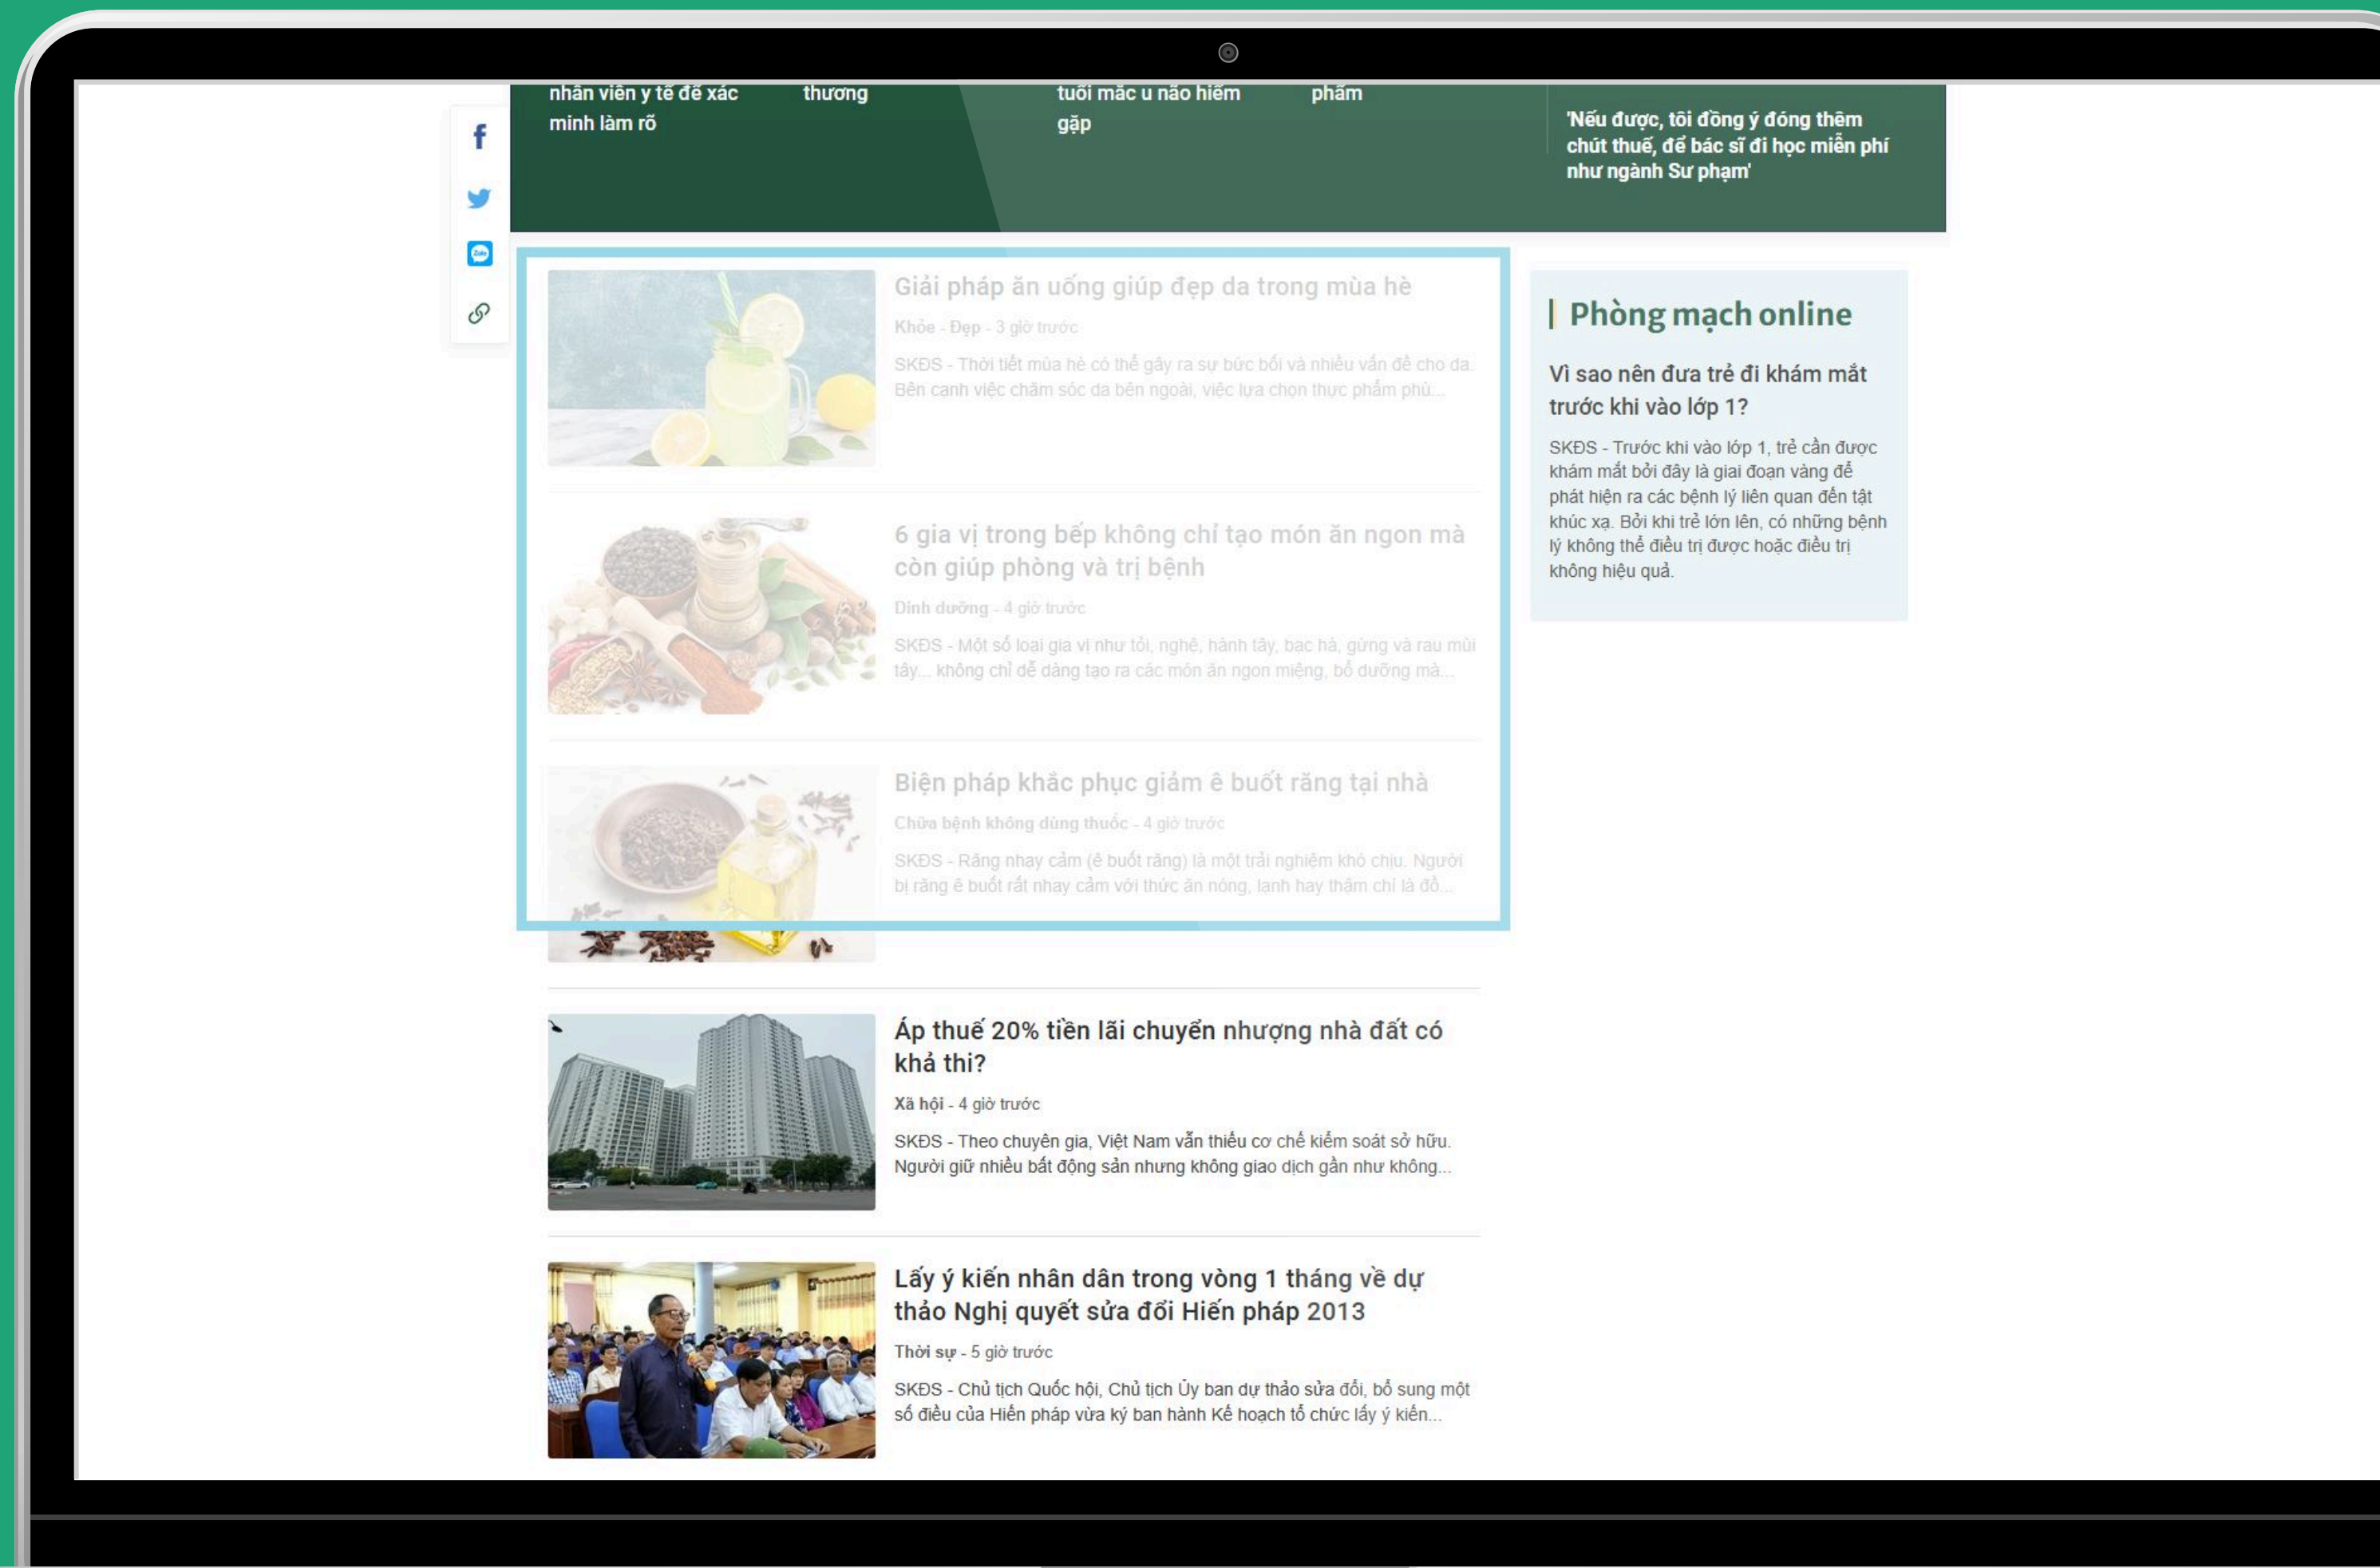 nhân viên y tế để xác
minh làm rõ
thương
tuổi mắc u não hiếm
gặp
phẩm
'Nếu được, tôi đồng ý đóng thêm
chút thuế, để bác sĩ đi học miễn phí
như ngành Sư phạm'
f
Zalo
Giải pháp ăn uống giúp đẹp da trong mùa hè
Khỏe - Đẹp - 3 giờ trước
SKĐS - Thời tiết mùa hè có thể gây ra sự bức bối và nhiều vấn đề cho da.
Bên cạnh việc chăm sóc da bên ngoài, việc lựa chọn thực phẩm phù...
6 gia vị trong bếp không chỉ tạo món ăn ngon mà
còn giúp phòng và trị bệnh
Dinh dưỡng - 4 giờ trước
SKĐS - Một số loại gia vị như tỏi, nghệ, hành tây, bạc hà, gừng và rau mùi
tây... không chỉ dễ dàng tạo ra các món ăn ngon miệng, bổ dưỡng mà...
Biện pháp khắc phục giảm ê buốt răng tại nhà
Chữa bệnh không dùng thuốc - 4 giờ trước
SKĐS - Răng nhạy cảm (ê buốt răng) là một trải nghiệm khó chịu. Người
bị răng ê buốt rất nhạy cảm với thức ăn nóng, lạnh hay thậm chí là đồ...
Áp thuế 20% tiền lãi chuyển nhượng nhà đất có
khả thi?
Xã hội - 4 giờ trước
SKĐS - Theo chuyên gia, Việt Nam vẫn thiếu cơ chế kiểm soát sở hữu.
Người giữ nhiều bất động sản nhưng không giao dịch gần như không...
Lấy ý kiến nhân dân trong vòng 1 tháng về dự
thảo Nghị quyết sửa đổi Hiến pháp 2013
Thời sự - 5 giờ trước
SKĐS - Chủ tịch Quốc hội, Chủ tịch Ủy ban dự thảo sửa đổi, bổ sung một
số điều của Hiến pháp vừa ký ban hành Kế hoạch tổ chức lấy ý kiến...
Phòng mạch online
Vì sao nên đưa trẻ đi khám mắt
trước khi vào lớp 1?
SKĐS - Trước khi vào lớp 1, trẻ cần được
khám mắt bởi đây là giai đoạn vàng để
phát hiện ra các bệnh lý liên quan đến tật
khúc xạ. Bởi khi trẻ lớn lên, có những bệnh
lý không thể điều trị được hoặc điều trị
không hiệu quả.